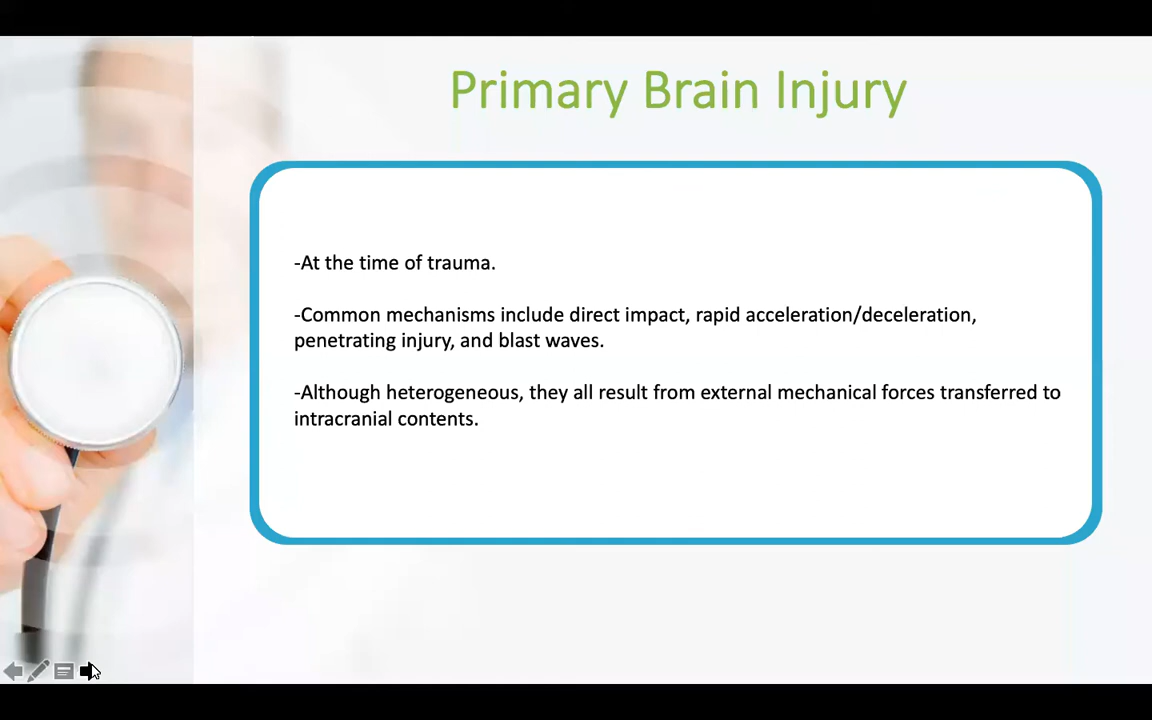 Primary Brain Injury
-At the time of trauma.
-Common mechanisms include direct impact, rapid acceleration/deceleration,
penetrating injury, and blast waves.
-Although heterogeneous, they all result from external mechanical forces transferred to
intracranial contents.